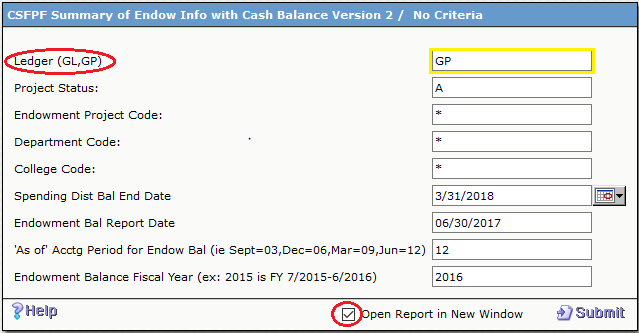 CSFPF Summary of Endow Info with Cash Balance Version 2 / No Criteria
Ledger (GL,GP) GP
Project Status: A
Endowment Project Code: *
Department Code: *
College Code: *
Spending Dist Bal End Date 3/31/2018
Endowment Bal Report Date 06/30/2017
'As of' Acctg Period for Endow Bal (ie Sept=03,Dec=06,Mar=09,Jun=12) 12
Endowment Balance Fiscal Year (ex: 2015 is FY 7/2015-6/2016) 2016
Help Open Report in New Window Submit